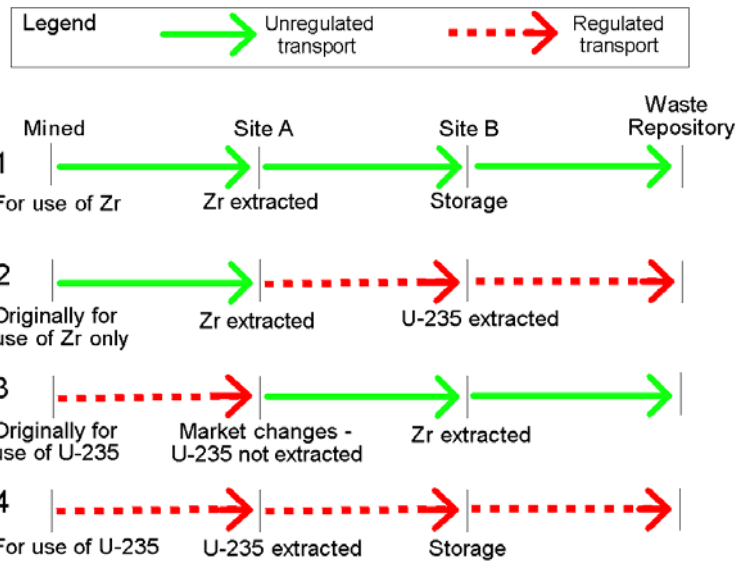 Legend
Unregulated
transport
Regulated
transport
Mined
Site A
Site B
Waste
Repository
1
For use of Zr
Zr extracted
Storage
2
Originally for
use of Zr only
Zr extracted
U-235 extracted
3
Originally for
use of U-235
Market changes -
U-235 not extracted
Zr extracted
4
For use of U-235
U-235 extracted
Storage